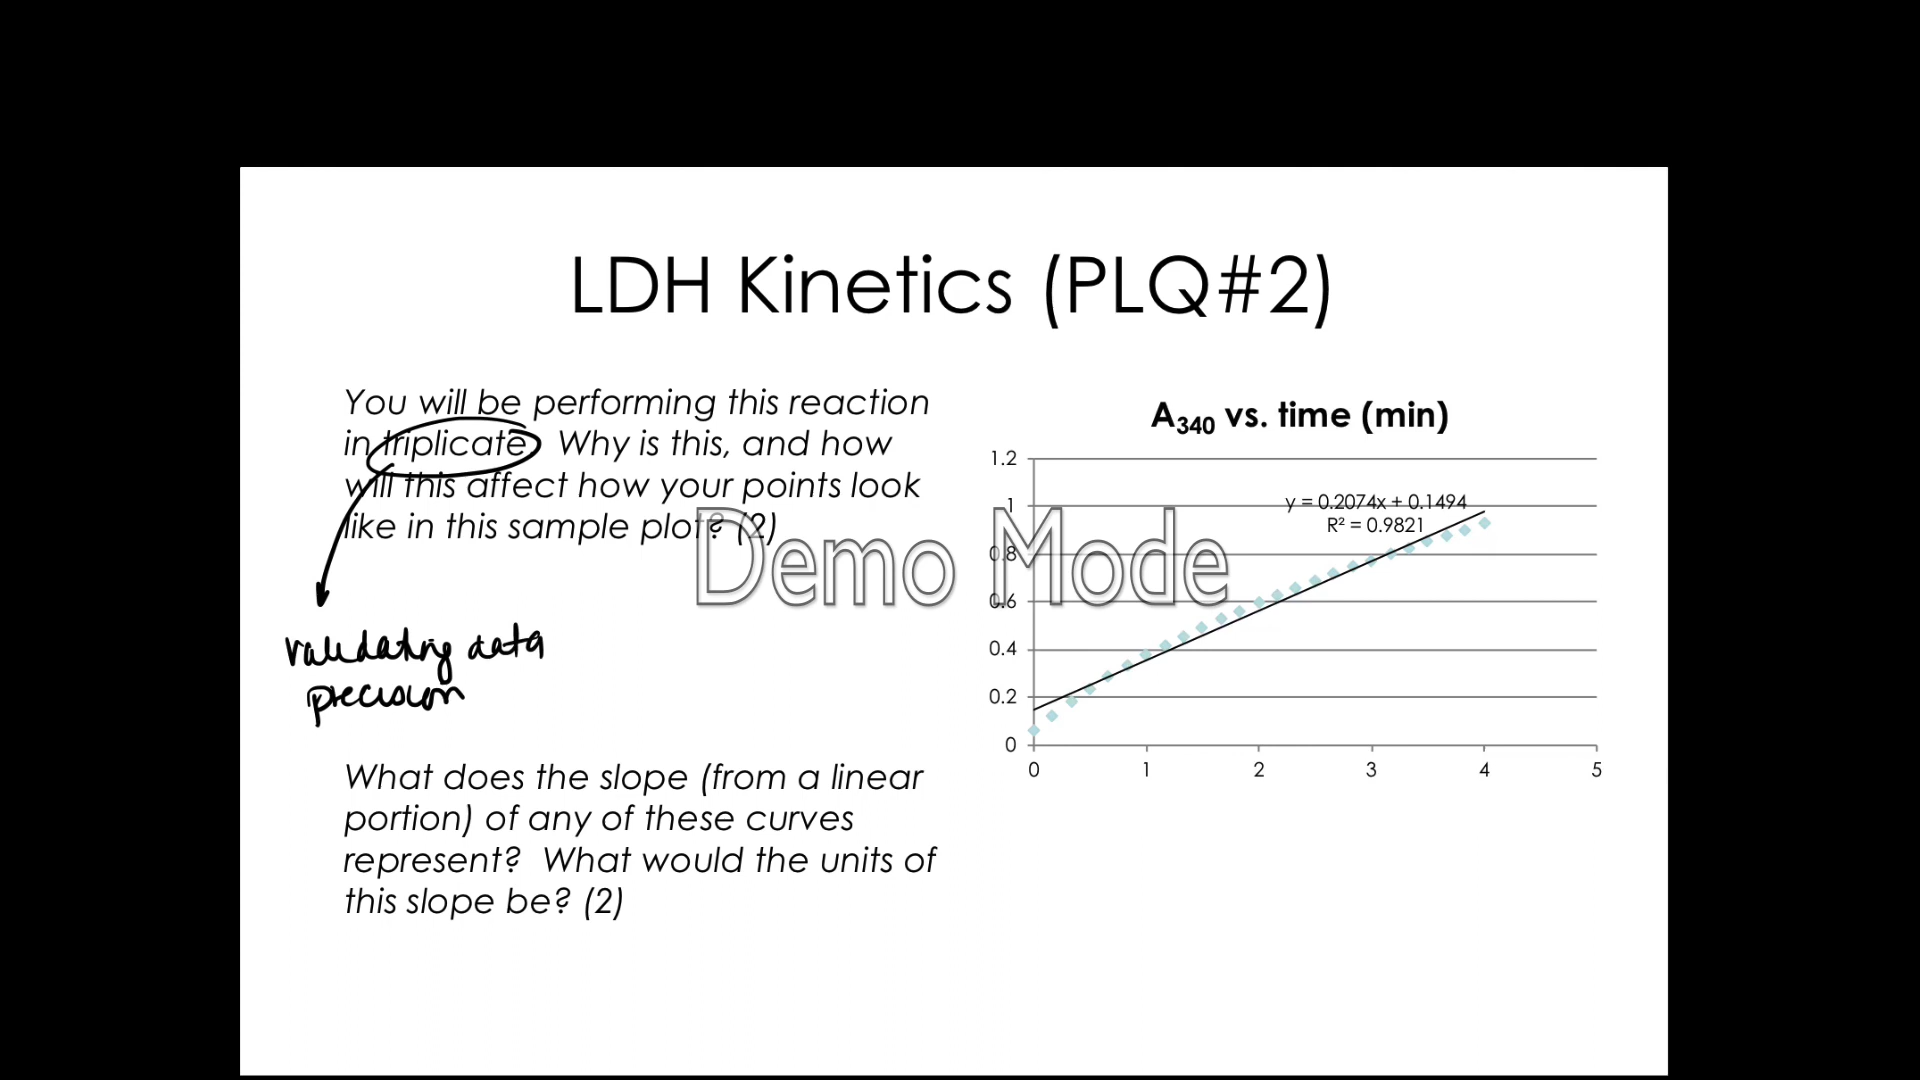 LDH Kinetics (PLQ#2)
You will be performing this reaction
in triplicate. Why is this, and how
will this affect how your points look
like in this sample plot? (2)
validating data
precision
What does the slope (from a linear
portion) of any of these curves
represent? What would the units of
this slope be? (2)
A340 vs. time (min)
1.2
1
0.8
0.6
0.4
0.2
0
y = 0.2074x + 0.1494
R² = 0.9821
0 1 2 3 4 5
Demo Mode